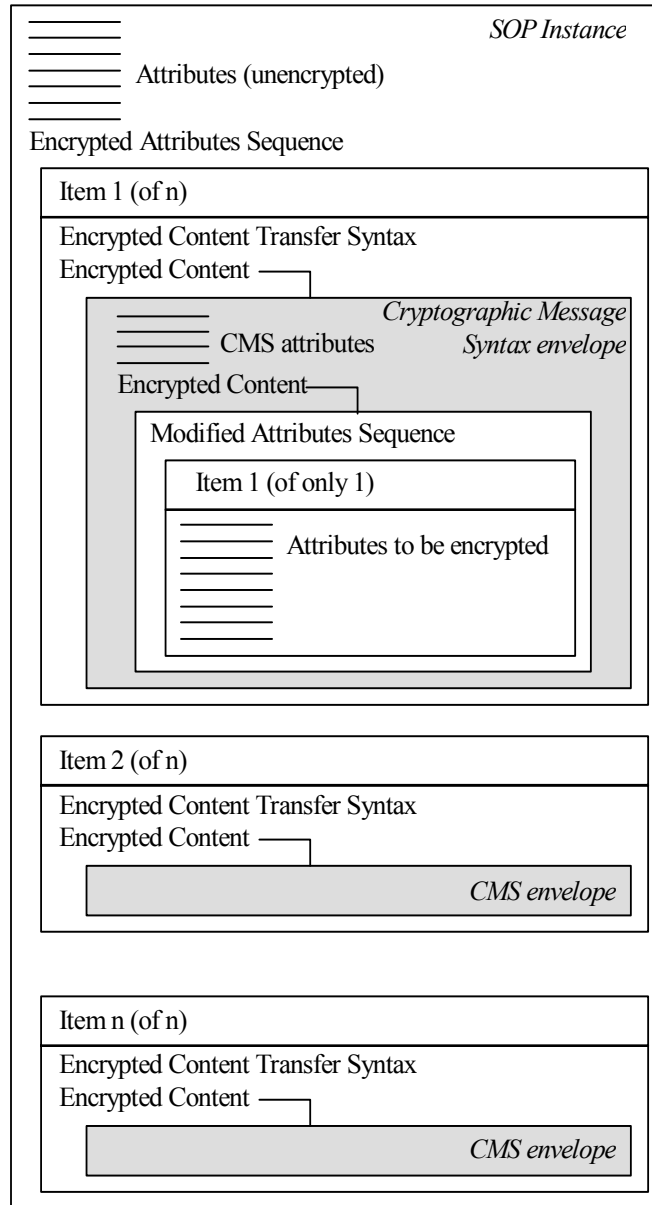 SOP Instance
Attributes (unencrypted)
Encrypted Attributes Sequence
Item 1 (of n)
Encrypted Content Transfer Syntax
Encrypted Content
Cryptographic Message
Syntax envelope
CMS attributes
Encrypted Content
Modified Attributes Sequence
Item 1 (of only 1)
Attributes to be encrypted
Item 2 (of n)
Encrypted Content Transfer Syntax
Encrypted Content
CMS envelope
Item n (of n)
Encrypted Content Transfer Syntax
Encrypted Content
CMS envelope